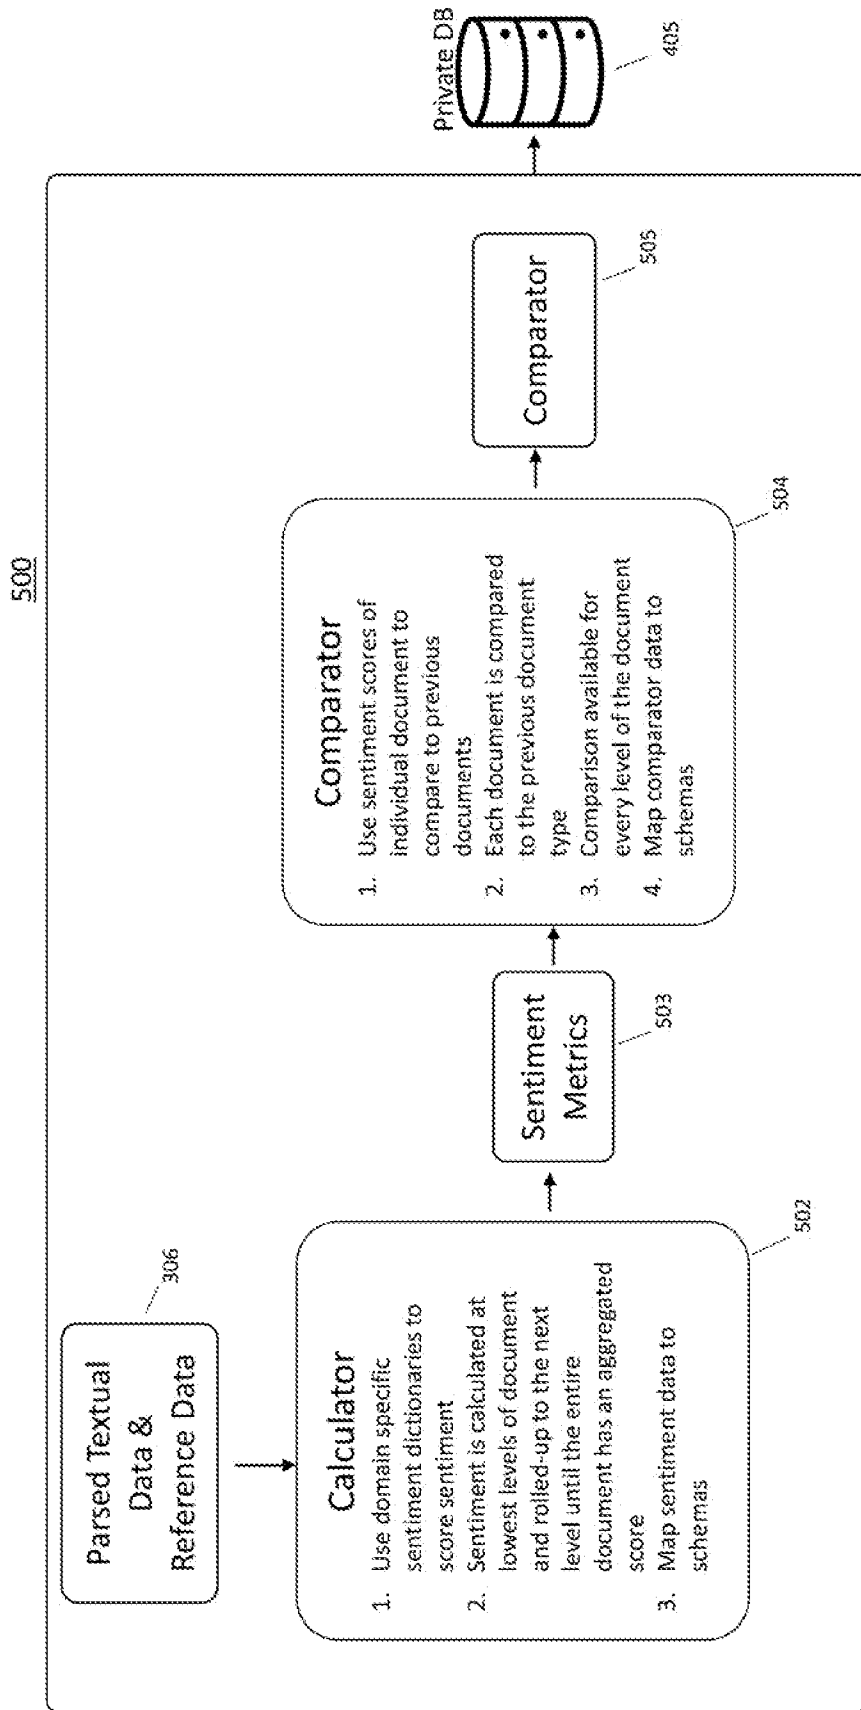 500
Parsed Textual
Data &
Reference Data
306
Calculator
1. Use domain specific
sentiment dictionaries to
score sentiment
2. Sentiment is calculated at
lowest levels of document
and rolled-up to the next
level until the entire
document has an aggregated
score
3. Map sentiment data to
schemas
502
Sentiment
Metrics
503
Comparator
1. Use sentiment scores of
individual document to
compare to previous
documents
2. Each document is compared
to the previous document
type
3. Comparison available for
every level of the document
4. Map comparator data to
schemas
504
Comparator
505
Private DB
405